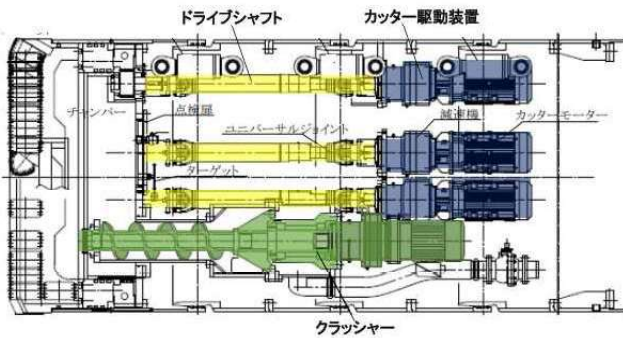 ドライブシャフト
カッター駆動装置
チャンバー
点検扉
ユニバーサルジョイント
減速機
カッターモーター
ターゲット
クラッシャー